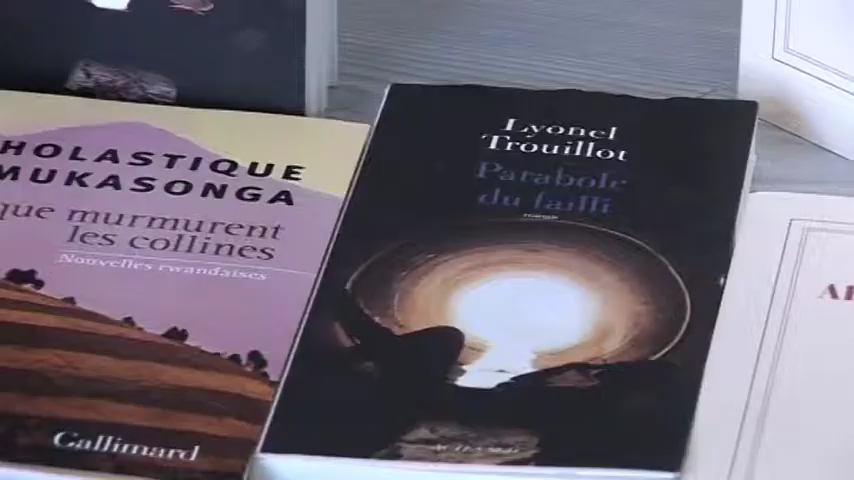 HOLASTIQUE
MUKASONGA
que murmurent
les collines
Nouvelles rwandaises
Gallimard
Lyonel
Trouillot
Parabole
du failli
roman